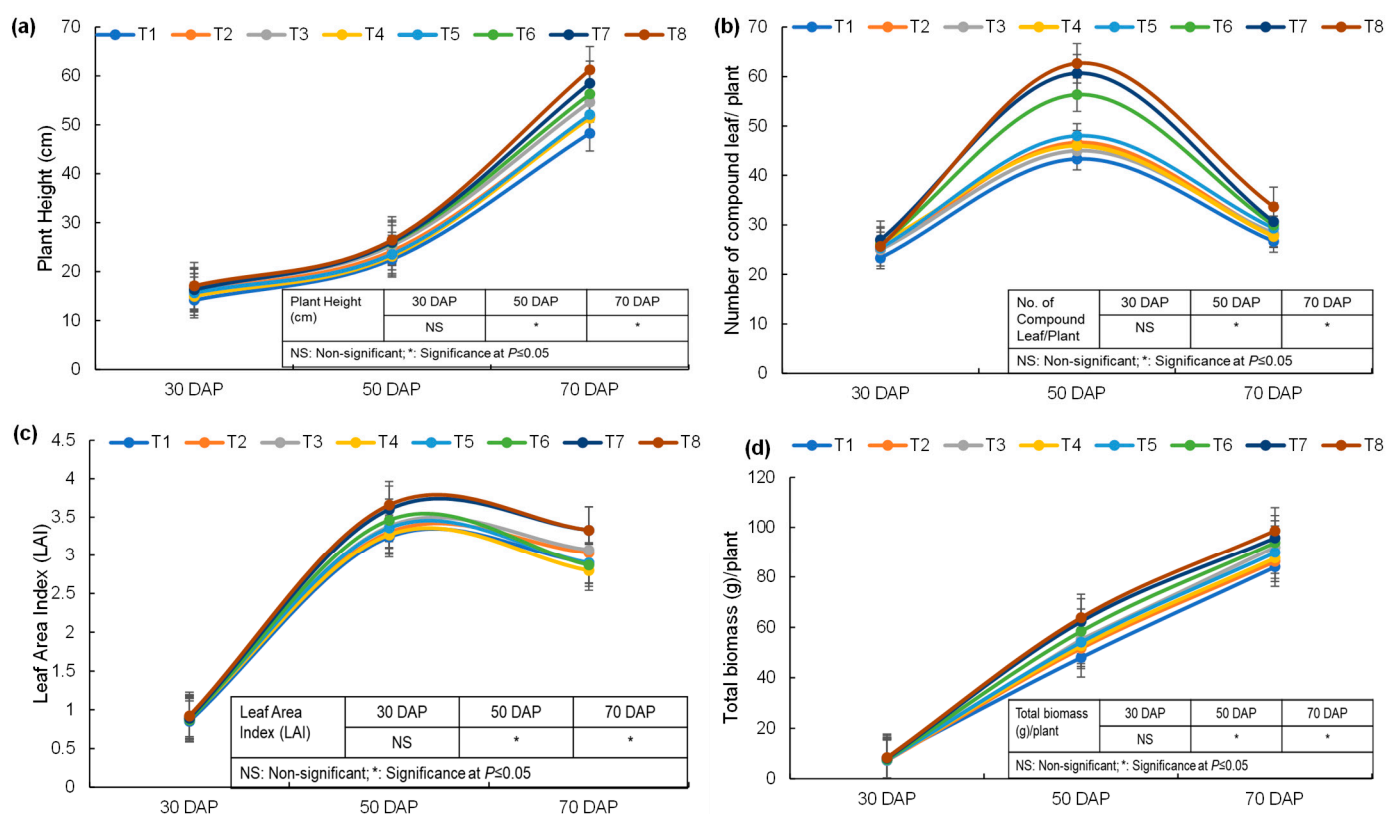 (a)
T1 T2 T3 T4 T5 T6 T7 T8
Plant Height (cm)
70
60
50
40
30
20
10
0
30 DAP 50 DAP 70 DAP
Plant Height 30 DAP 50 DAP 70 DAP
(cm) NS * *
NS: Non-significant; *: Significance at P≤0.05
(b)
T1 T2 T3 T4 T5 T6 T7 T8
Number of compound leaf/ plant
70
60
50
40
30
20
10
0
30 DAP 50 DAP 70 DAP
No. of 30 DAP 50 DAP 70 DAP
Compound
Leaf/Plant NS * *
NS: Non-significant; *: Significance at P≤0.05
(c)
T1 T2 T3 T4 T5 T6 T7 T8
Leaf Area Index (LAI)
4.5
4
3.5
3
2.5
2
1.5
1
0.5
0
30 DAP 50 DAP 70 DAP
Leaf Area 30 DAP 50 DAP 70 DAP
Index (LAI) NS * *
NS: Non-significant; *: Significance at P≤0.05
(d)
T1 T2 T3 T4 T5 T6 T7 T8
Total biomass (g)/plant
120
100
80
60
40
20
0
30 DAP 50 DAP 70 DAP
Total biomass 30 DAP 50 DAP 70 DAP
(g)/plant NS * *
NS: Non-significant; *: Significance at P≤0.05